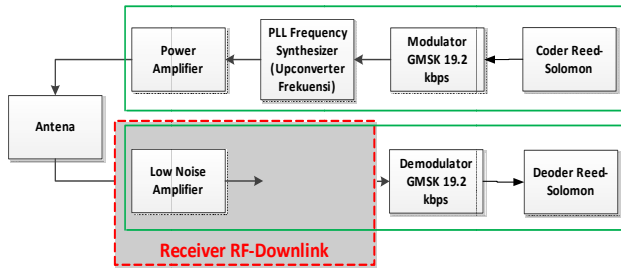 Power
Amplifier
PLL Frequency
Synthesizer
(Upconverter
Frekuensi)
Modulator
GMSK 19.2
kbps
Coder Reed-
Solomon
Antena
Low Noise
Amplifier
Demodulator
GMSK 19.2
kbps
Deoder Reed-
Solomon
Receiver RF-Downlink